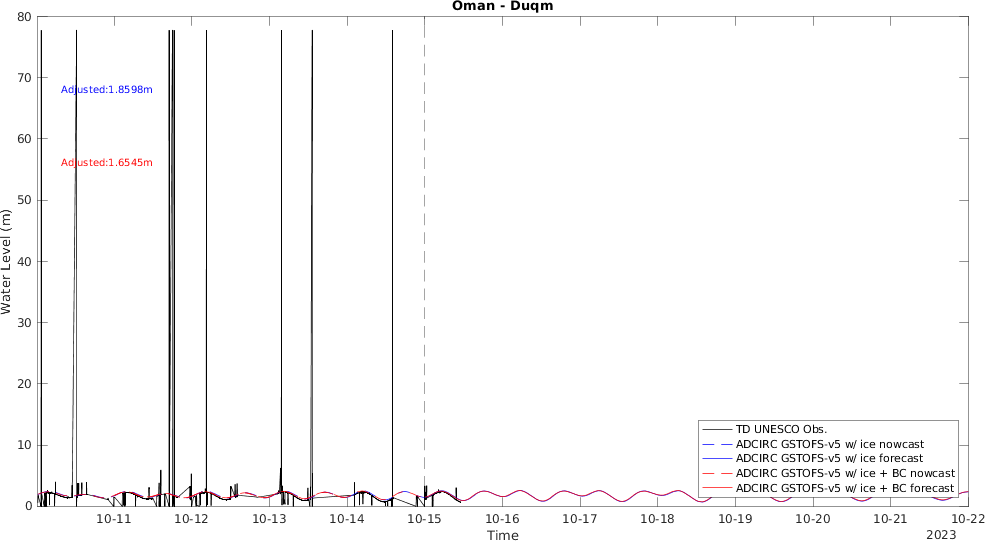 Oman - Duqm
80
70
60
50
40
30
20
10
0
Water Level (m)
Adjusted:1.8598m
Adjusted:1.6545m
TD UNESCO Obs.
ADCIRC GSTOFS-v5 w/ ice nowcast
ADCIRC GSTOFS-v5 w/ ice forecast
ADCIRC GSTOFS-v5 w/ ice + BC nowcast
ADCIRC GSTOFS-v5 w/ ice + BC forecast
10-11 10-12 10-13 10-14 10-15 10-16 10-17 10-18 10-19 10-20 10-21 10-22
Time
2023